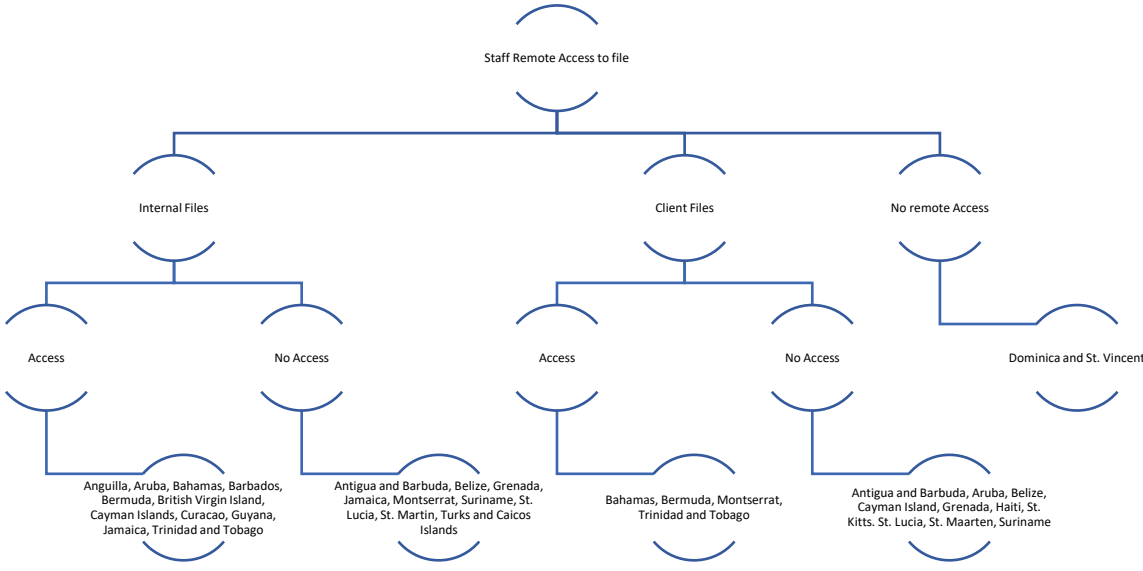 Staff Remote Access to file
Internal Files
Client Files
No remote Access
Access
No Access
Access
No Access
Dominica and St. Vincent
Anguilla, Aruba, Bahamas, Barbados,
Bermuda, British Virgin Island,
Cayman Islands, Curacao, Guyana,
Jamaica, Trinidad and Tobago
Antigua and Barbuda, Belize, Grenada,
Jamaica, Montserrat, Suriname, St.
Lucia, St. Martin, Turks and Caicos
Islands
Bahamas, Bermuda, Montserrat,
Trinidad and Tobago
Antigua and Barbuda, Aruba, Belize,
Cayman Island, Grenada, Haiti, St.
Kitts. St. Lucia, St. Maarten, Suriname